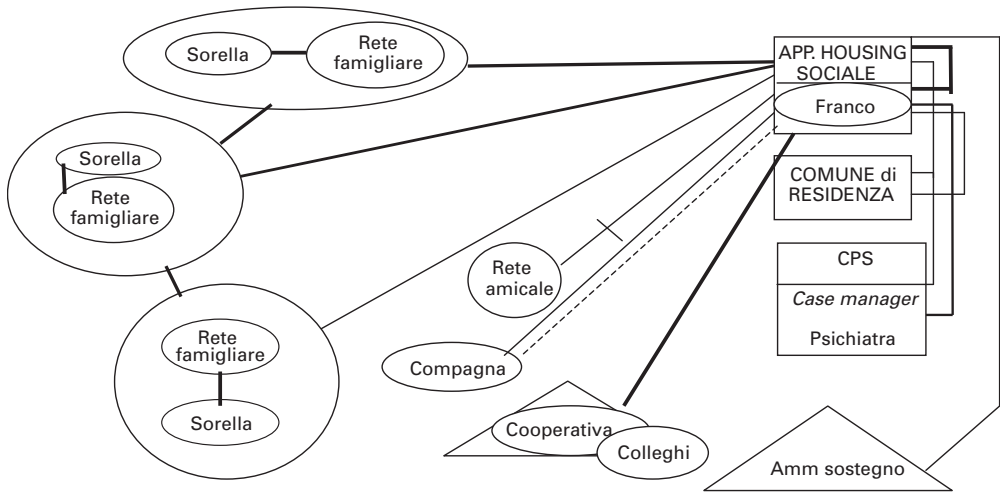 Sorella
Rete
famigliare
APP. HOUSING
SOCIALE
Franco
Sorella
Rete
famigliare
COMUNE di
RESIDENZA
Rete
amicale
CPS
Case manager
Psichiatra
Rete
famigliare
Sorella
Compagna
Cooperativa
Colleghi
Amm sostegno